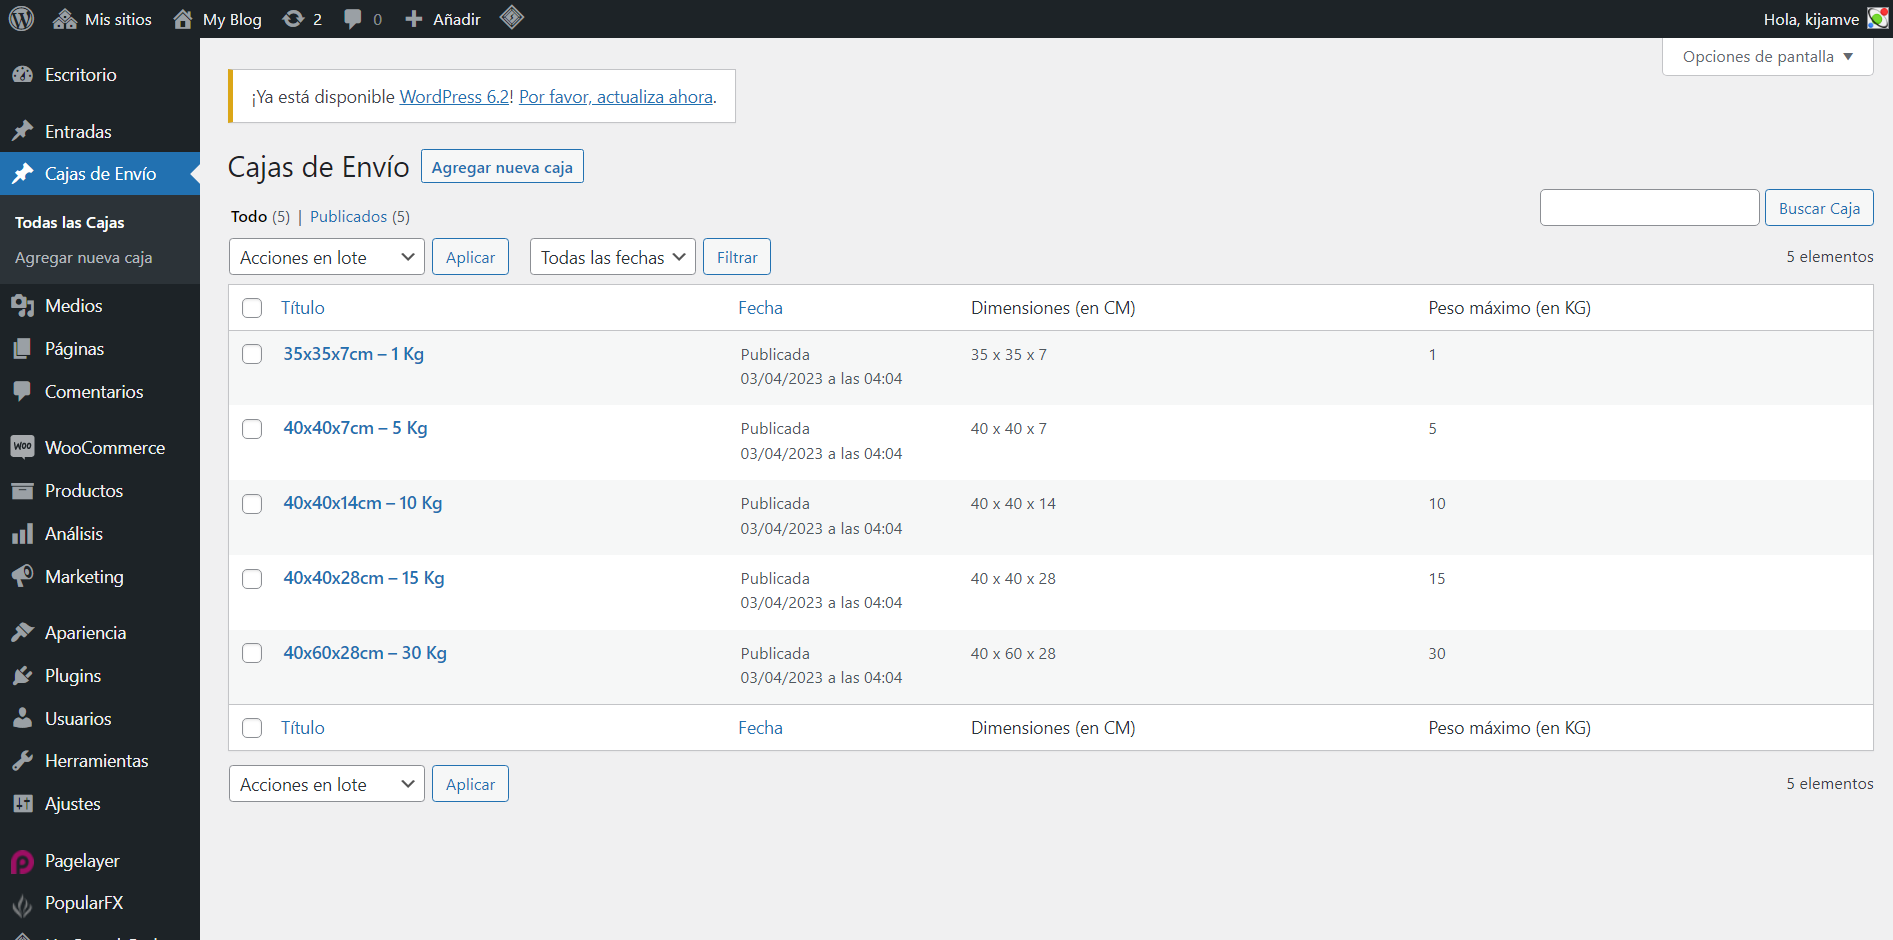 Mis sitios
My Blog
2
0
Añadir
Hola, kijamve
Opciones de pantalla
Escritorio
Entradas
Cajas de Envío
Todas las Cajas
Agregar nueva caja
Medios
Páginas
Comentarios
Woo
WooCommerce
Productos
Análisis
Marketing
Apariencia
Plugins
Usuarios
Herramientas
Ajustes
Pagelayer
PopularFX
¡Ya está disponible WordPress 6.2! Por favor, actualiza ahora.
Cajas de Envío Agregar nueva caja
Todo (5) | Publicados (5)
Buscar Caja
Acciones en lote Aplicar Todas las fechas Filtrar 5 elementos
Título Fecha Dimensiones (en CM) Peso máximo (en KG)
35x35x7cm – 1 Kg Publicada 35 x 35 x 7 1
03/04/2023 a las 04:04
40x40x7cm – 5 Kg Publicada 40 x 40 x 7 5
03/04/2023 a las 04:04
40x40x14cm – 10 Kg Publicada 40 x 40 x 14 10
03/04/2023 a las 04:04
40x40x28cm – 15 Kg Publicada 40 x 40 x 28 15
03/04/2023 a las 04:04
40x60x28cm – 30 Kg Publicada 40 x 60 x 28 30
03/04/2023 a las 04:04
Título Fecha Dimensiones (en CM) Peso máximo (en KG)
Acciones en lote Aplicar 5 elementos